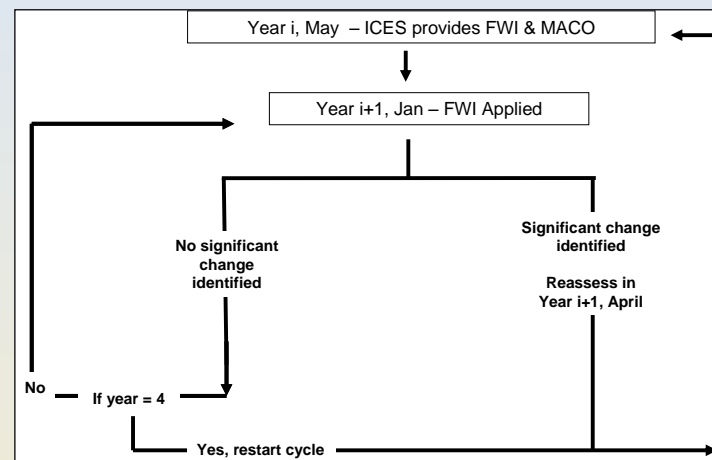 Year i, May – ICES provides FWI & MACO
Year i+1, Jan – FWI Applied
No significant
change
identified
Significant change
identified
Reassess in
Year i+1, April
No
If year = 4
Yes, restart cycle